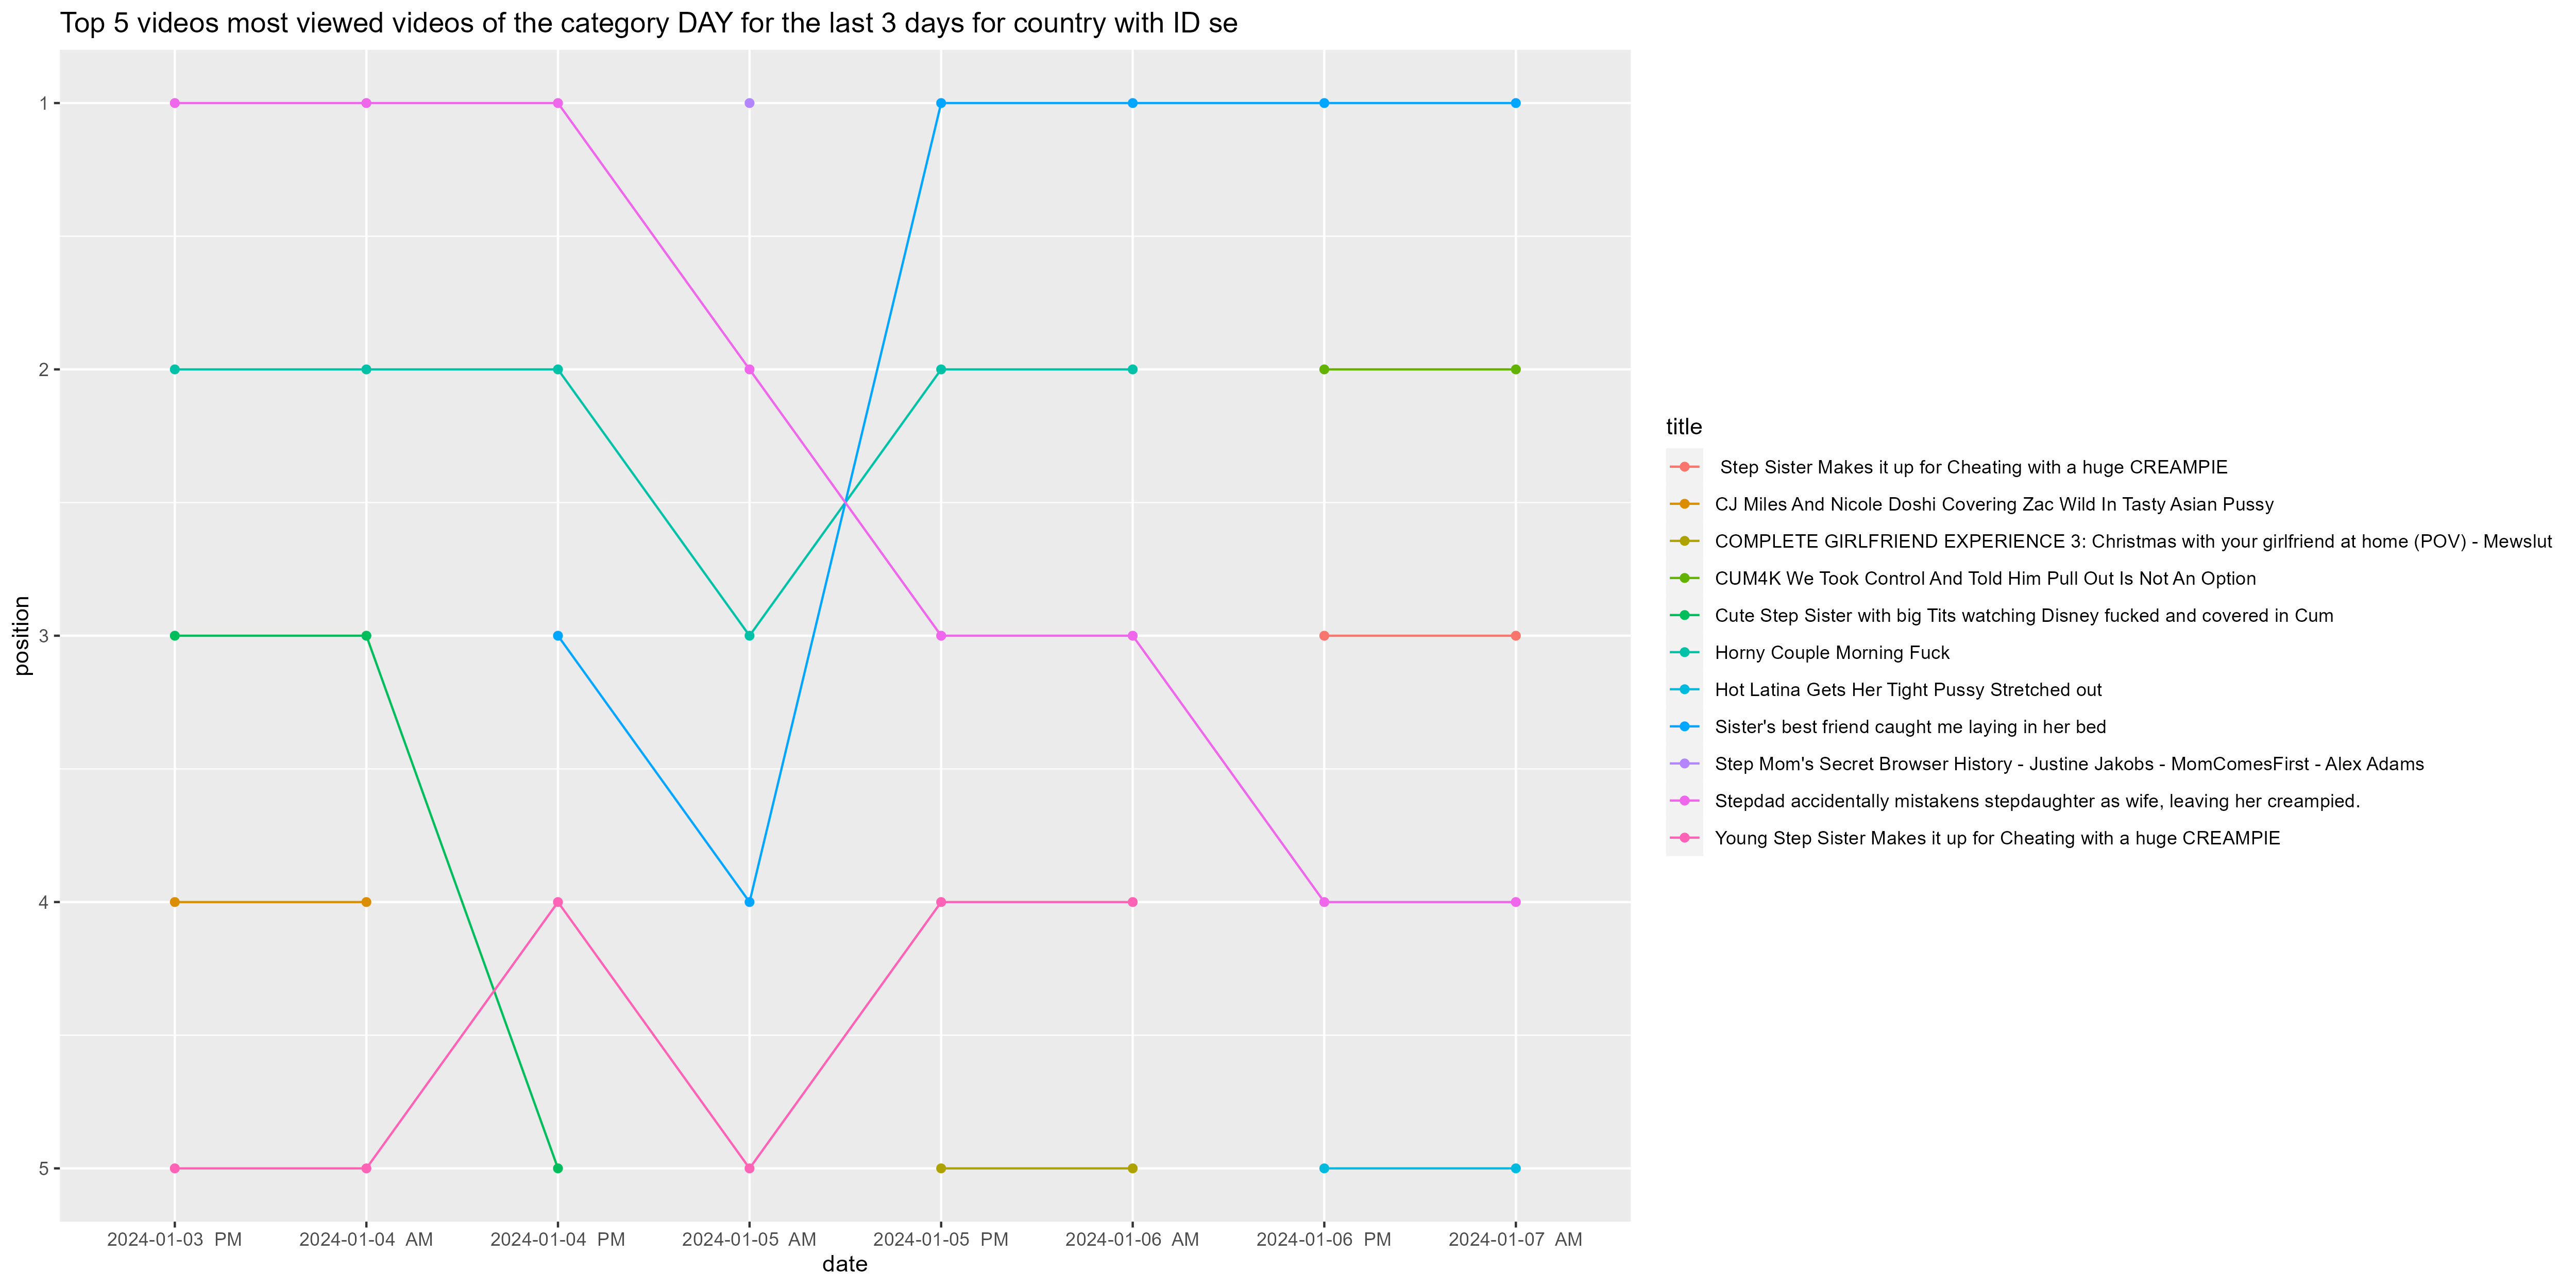 Top 5 videos most viewed videos of the category DAY for the last 3 days for country with ID se
position
1
2
3
4
5
2024-01-03 PM
2024-01-04 AM
2024-01-04 PM
2024-01-05 AM
2024-01-05 PM
2024-01-06 AM
2024-01-06 PM
2024-01-07 AM
date
title
Step Sister Makes it up for Cheating with a huge CREAMPIE
CJ Miles And Nicole Doshi Covering Zac Wild In Tasty Asian Pussy
COMPLETE GIRLFRIEND EXPERIENCE 3: Christmas with your girlfriend at home (POV) - Mewslut
CUM4K We Took Control And Told Him Pull Out Is Not An Option
Cute Step Sister with big Tits watching Disney fucked and covered in Cum
Horny Couple Morning Fuck
Hot Latina Gets Her Tight Pussy Stretched out
Sister's best friend caught me laying in her bed
Step Mom's Secret Browser History - Justine Jakobs - MomComesFirst - Alex Adams
Stepdad accidentally mistakens stepdaughter as wife, leaving her creampied.
Young Step Sister Makes it up for Cheating with a huge CREAMPIE